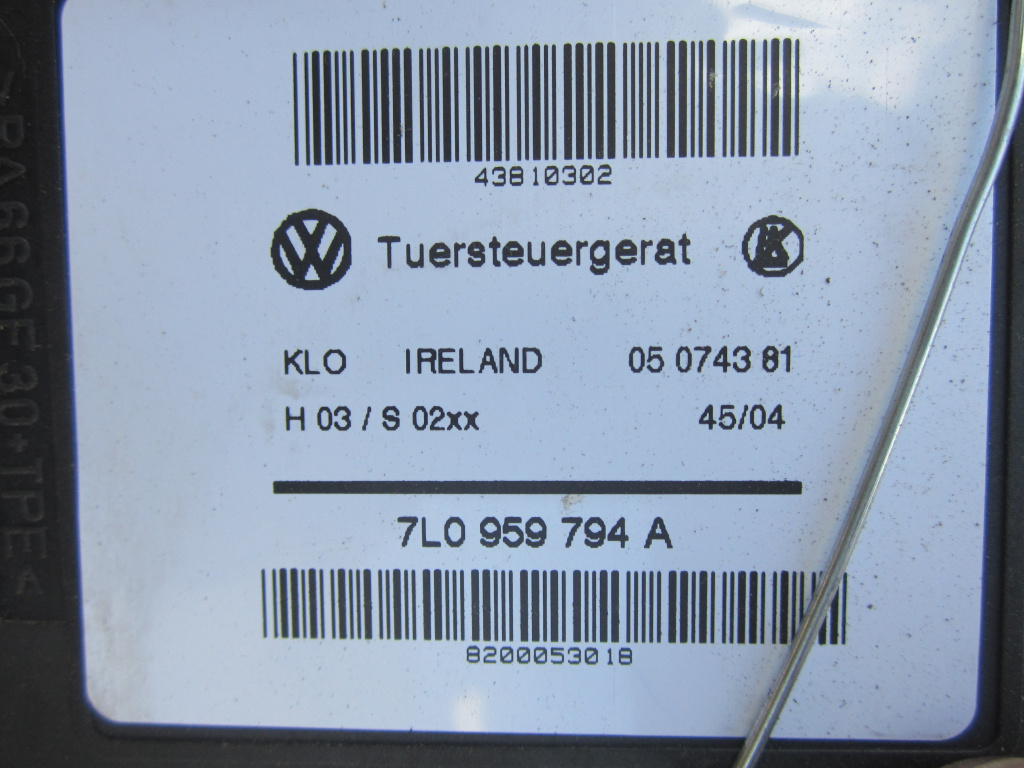 43810302
Tuersteuergerat
KLO IRELAND 05 0743 81
H 03 / S 02xx 45/04
7L0 959 794 A
8200053018
PA66GF30+TPE<